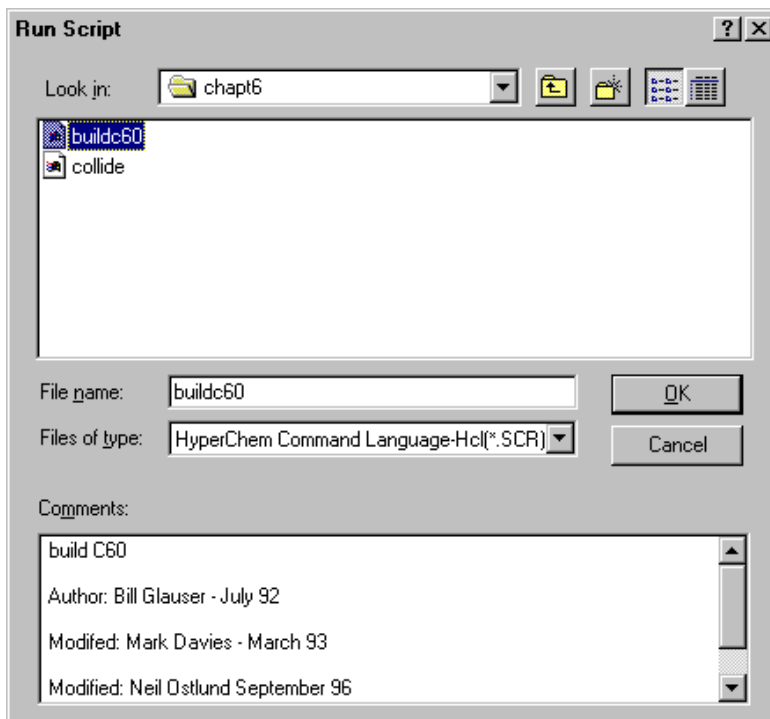 Run Script
Look in:
chapt6
buildc60
collide
File name:
buildc60
OK
Files of type:
HyperChem Command Language-Hcl(*.SCR)
Cancel
Comments:
build C60
Author: Bill Glauser - July 92
Modifed: Mark Davies - March 93
Modified: Neil Ostlund September 96